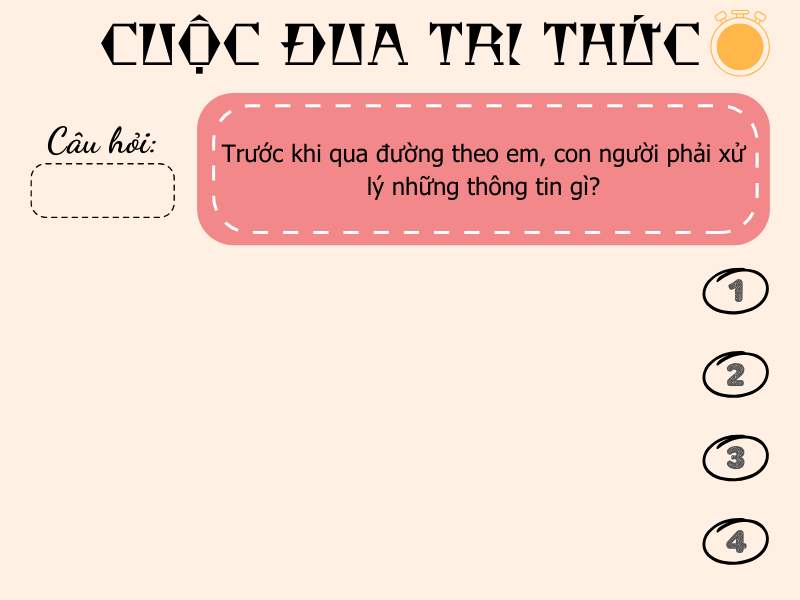 CUỘC ĐUA TRI THỨC
Câu hỏi:
Trước khi qua đường theo em, con người phải xử
lý những thông tin gì?
1
2
3
4